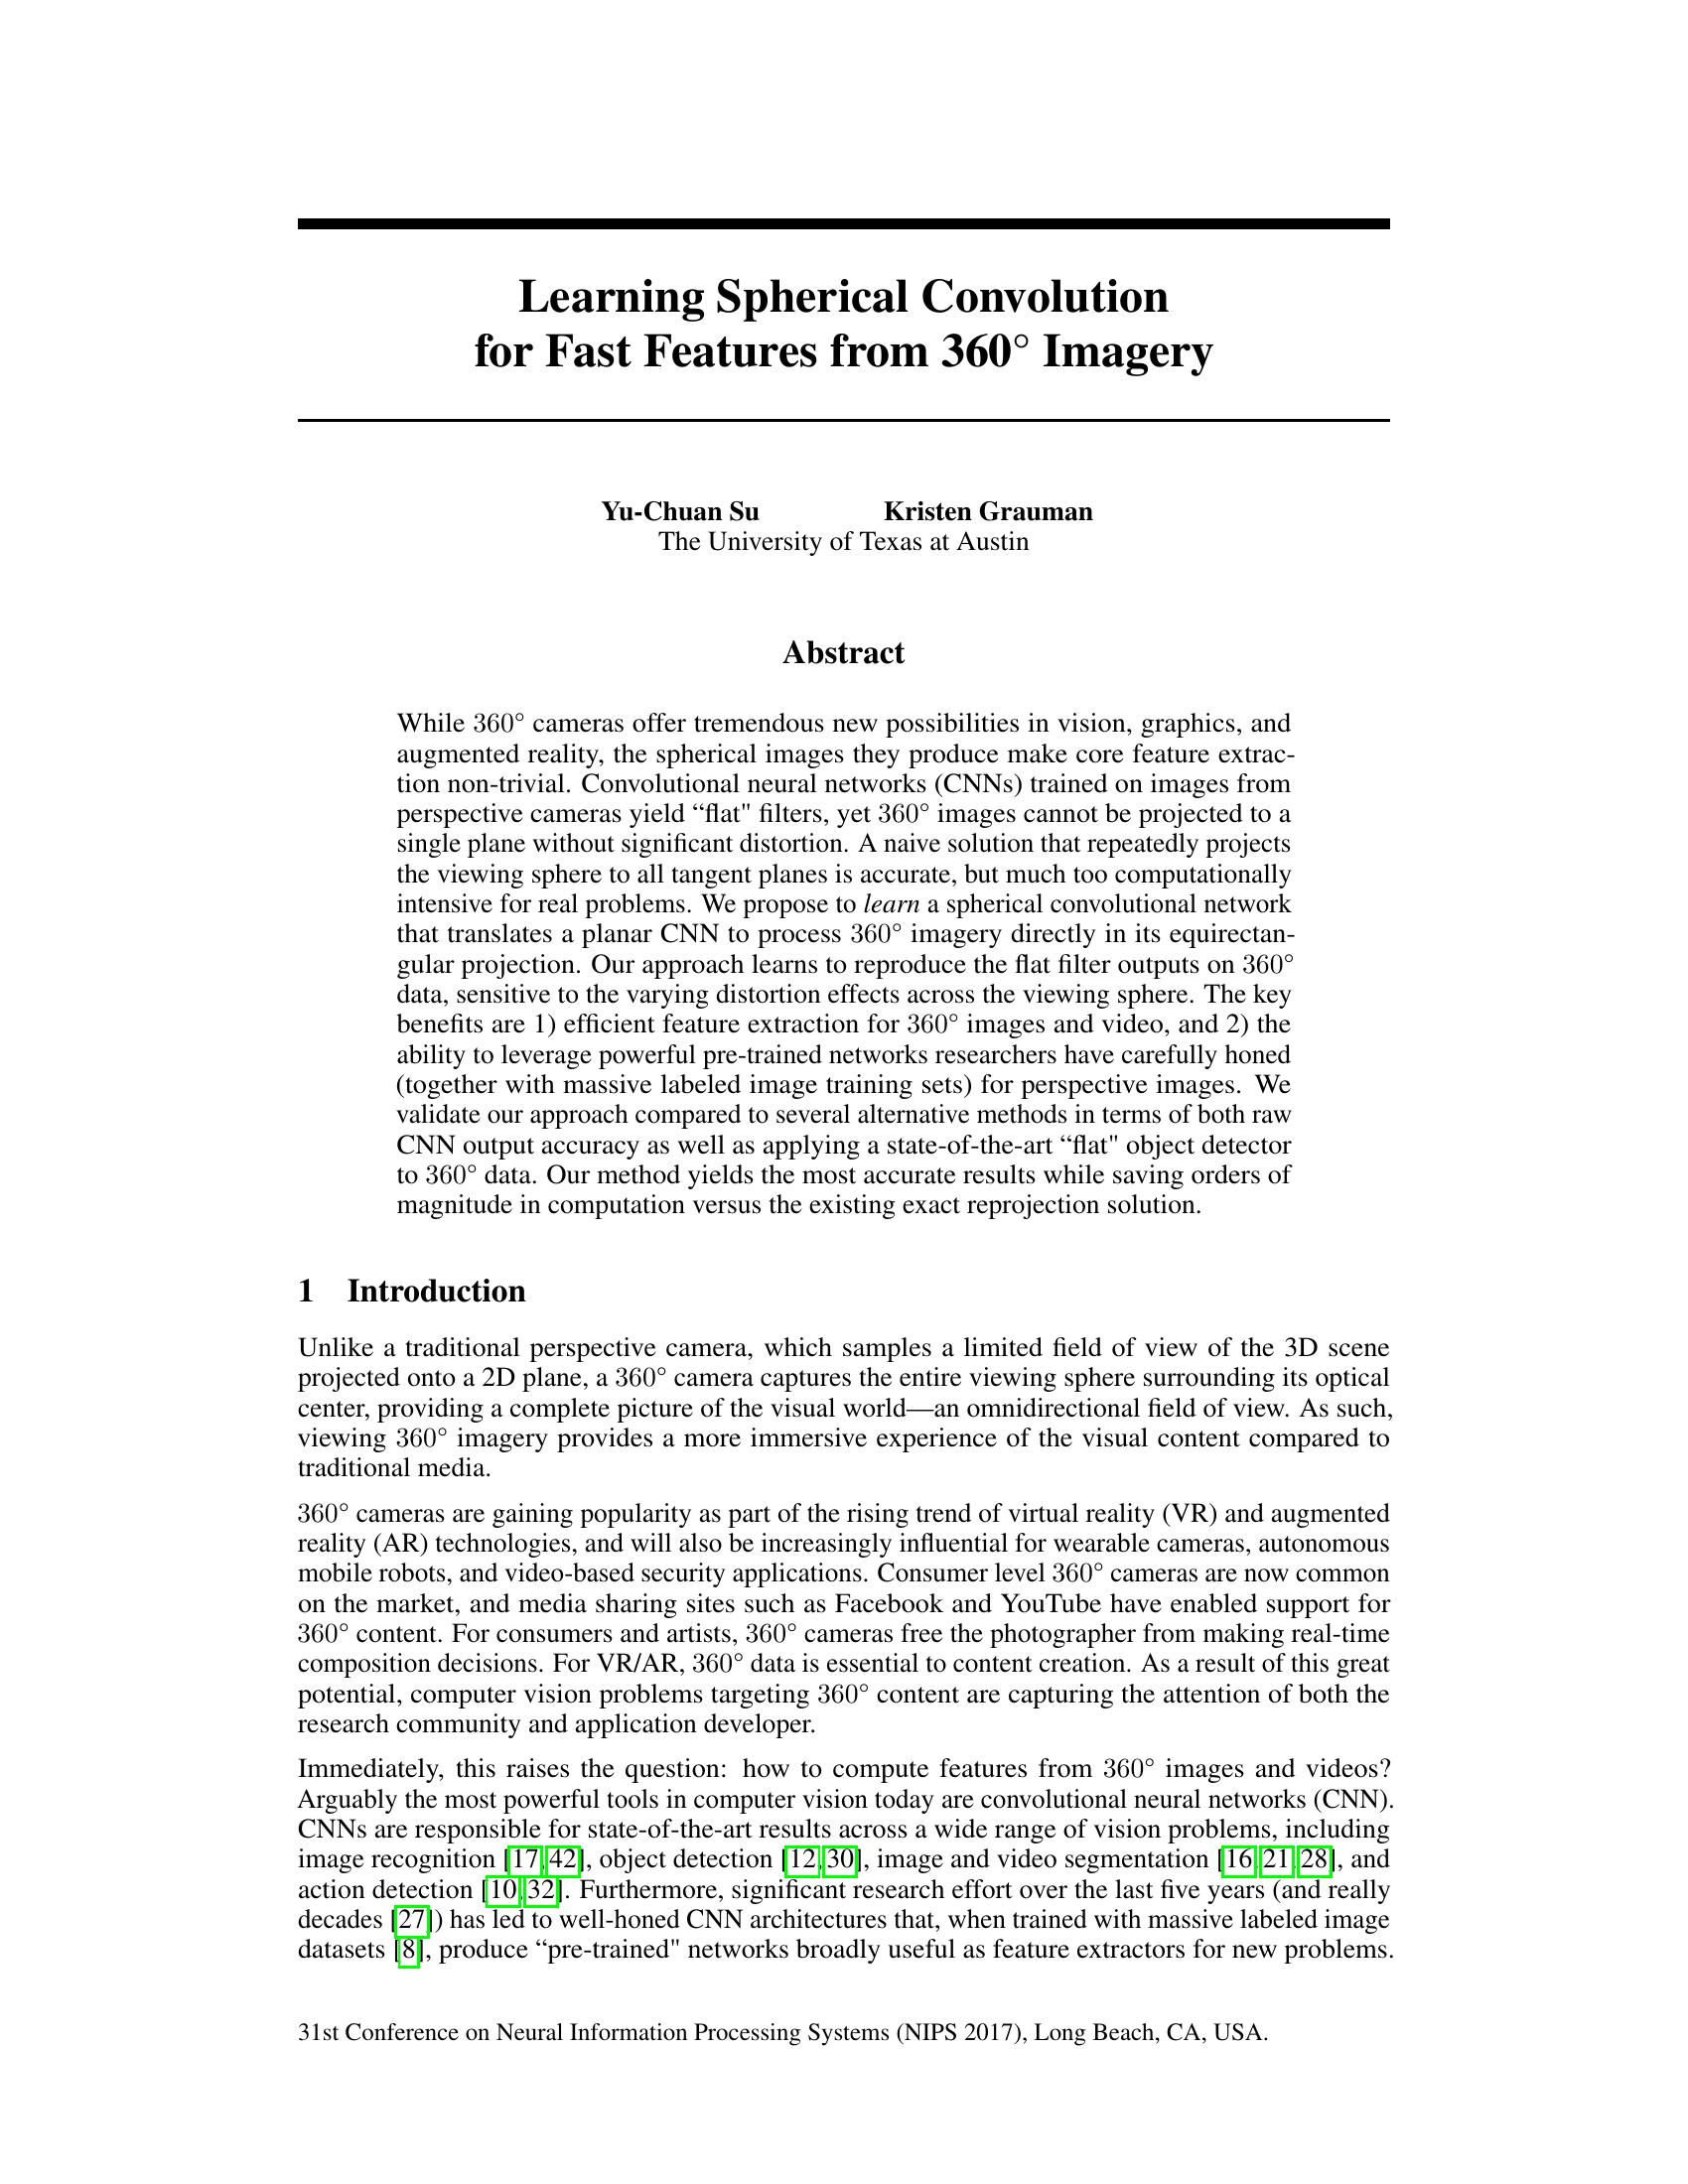 Learning Spherical Convolution
for Fast Features from 360° Imagery
Yu-Chuan Su Kristen Grauman
The University of Texas at Austin
Abstract
While 360° cameras offer tremendous new possibilities in vision, graphics, and
augmented reality, the spherical images they produce make core feature extrac-
tion non-trivial. Convolutional neural networks (CNNs) trained on images from
perspective cameras yield “flat" filters, yet 360° images cannot be projected to a
single plane without significant distortion. A naive solution that repeatedly projects
the viewing sphere to all tangent planes is accurate, but much too computationally
intensive for real problems. We propose to learn a spherical convolutional network
that translates a planar CNN to process 360° imagery directly in its equirectan-
gular projection. Our approach learns to reproduce the flat filter outputs on 360°
data, sensitive to the varying distortion effects across the viewing sphere. The key
benefits are 1) efficient feature extraction for 360° images and video, and 2) the
ability to leverage powerful pre-trained networks researchers have carefully honed
(together with massive labeled image training sets) for perspective images. We
validate our approach compared to several alternative methods in terms of both raw
CNN output accuracy as well as applying a state-of-the-art “flat" object detector
to 360° data. Our method yields the most accurate results while saving orders of
magnitude in computation versus the existing exact reprojection solution.
1 Introduction
Unlike a traditional perspective camera, which samples a limited field of view of the 3D scene
projected onto a 2D plane, a 360° camera captures the entire viewing sphere surrounding its optical
center, providing a complete picture of the visual world—an omnidirectional field of view. As such,
viewing 360° imagery provides a more immersive experience of the visual content compared to
traditional media.
360° cameras are gaining popularity as part of the rising trend of virtual reality (VR) and augmented
reality (AR) technologies, and will also be increasingly influential for wearable cameras, autonomous
mobile robots, and video-based security applications. Consumer level 360° cameras are now common
on the market, and media sharing sites such as Facebook and YouTube have enabled support for
360° content. For consumers and artists, 360° cameras free the photographer from making real-time
composition decisions. For VR/AR, 360° data is essential to content creation. As a result of this great
potential, computer vision problems targeting 360° content are capturing the attention of both the
research community and application developer.
Immediately, this raises the question: how to compute features from 360° images and videos?
Arguably the most powerful tools in computer vision today are convolutional neural networks (CNN).
CNNs are responsible for state-of-the-art results across a wide range of vision problems, including
image recognition [17, 42], object detection [12, 30], image and video segmentation [16, 21, 28], and
action detection [10, 32]. Furthermore, significant research effort over the last five years (and really
decades [27]) has led to well-honed CNN architectures that, when trained with massive labeled image
datasets [8], produce “pre-trained" networks broadly useful as feature extractors for new problems.
31st Conference on Neural Information Processing Systems (NIPS 2017), Long Beach, CA, USA.